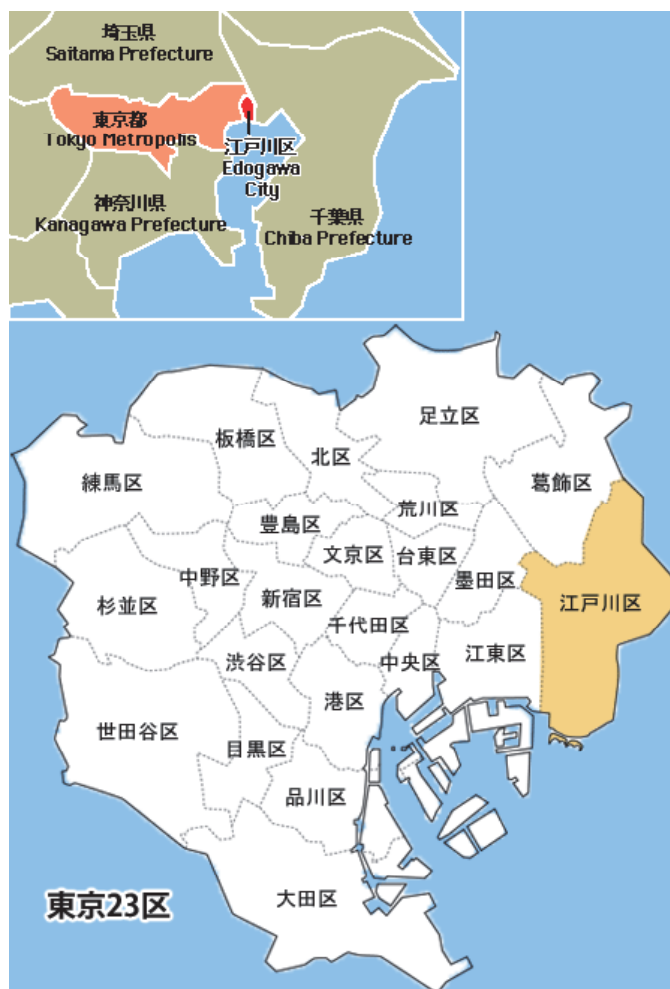 埼玉県
Saitama Prefecture
東京都
Tokyo Metropolis
江戸川区
Edogawa
City
神奈川県
Kanagawa Prefecture
千葉県
Chiba Prefecture
足立区
板橋区
北区
練馬区
葛飾区
荒川区
豊島区
文京区
台東区
中野区
墨田区
杉並区
新宿区
江戸川区
千代田区
渋谷区
中央区
江東区
港区
世田谷区
目黒区
品川区
大田区
東京23区